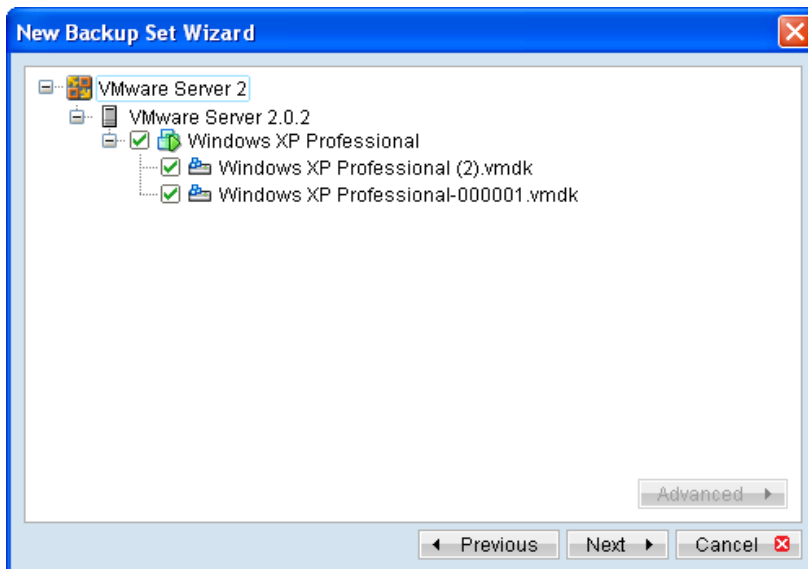 New Backup Set Wizard
VMware Server 2
VMware Server 2.0.2
Windows XP Professional
Windows XP Professional (2).vmdk
Windows XP Professional-000001.vmdk
Advanced
Previous Next Cancel